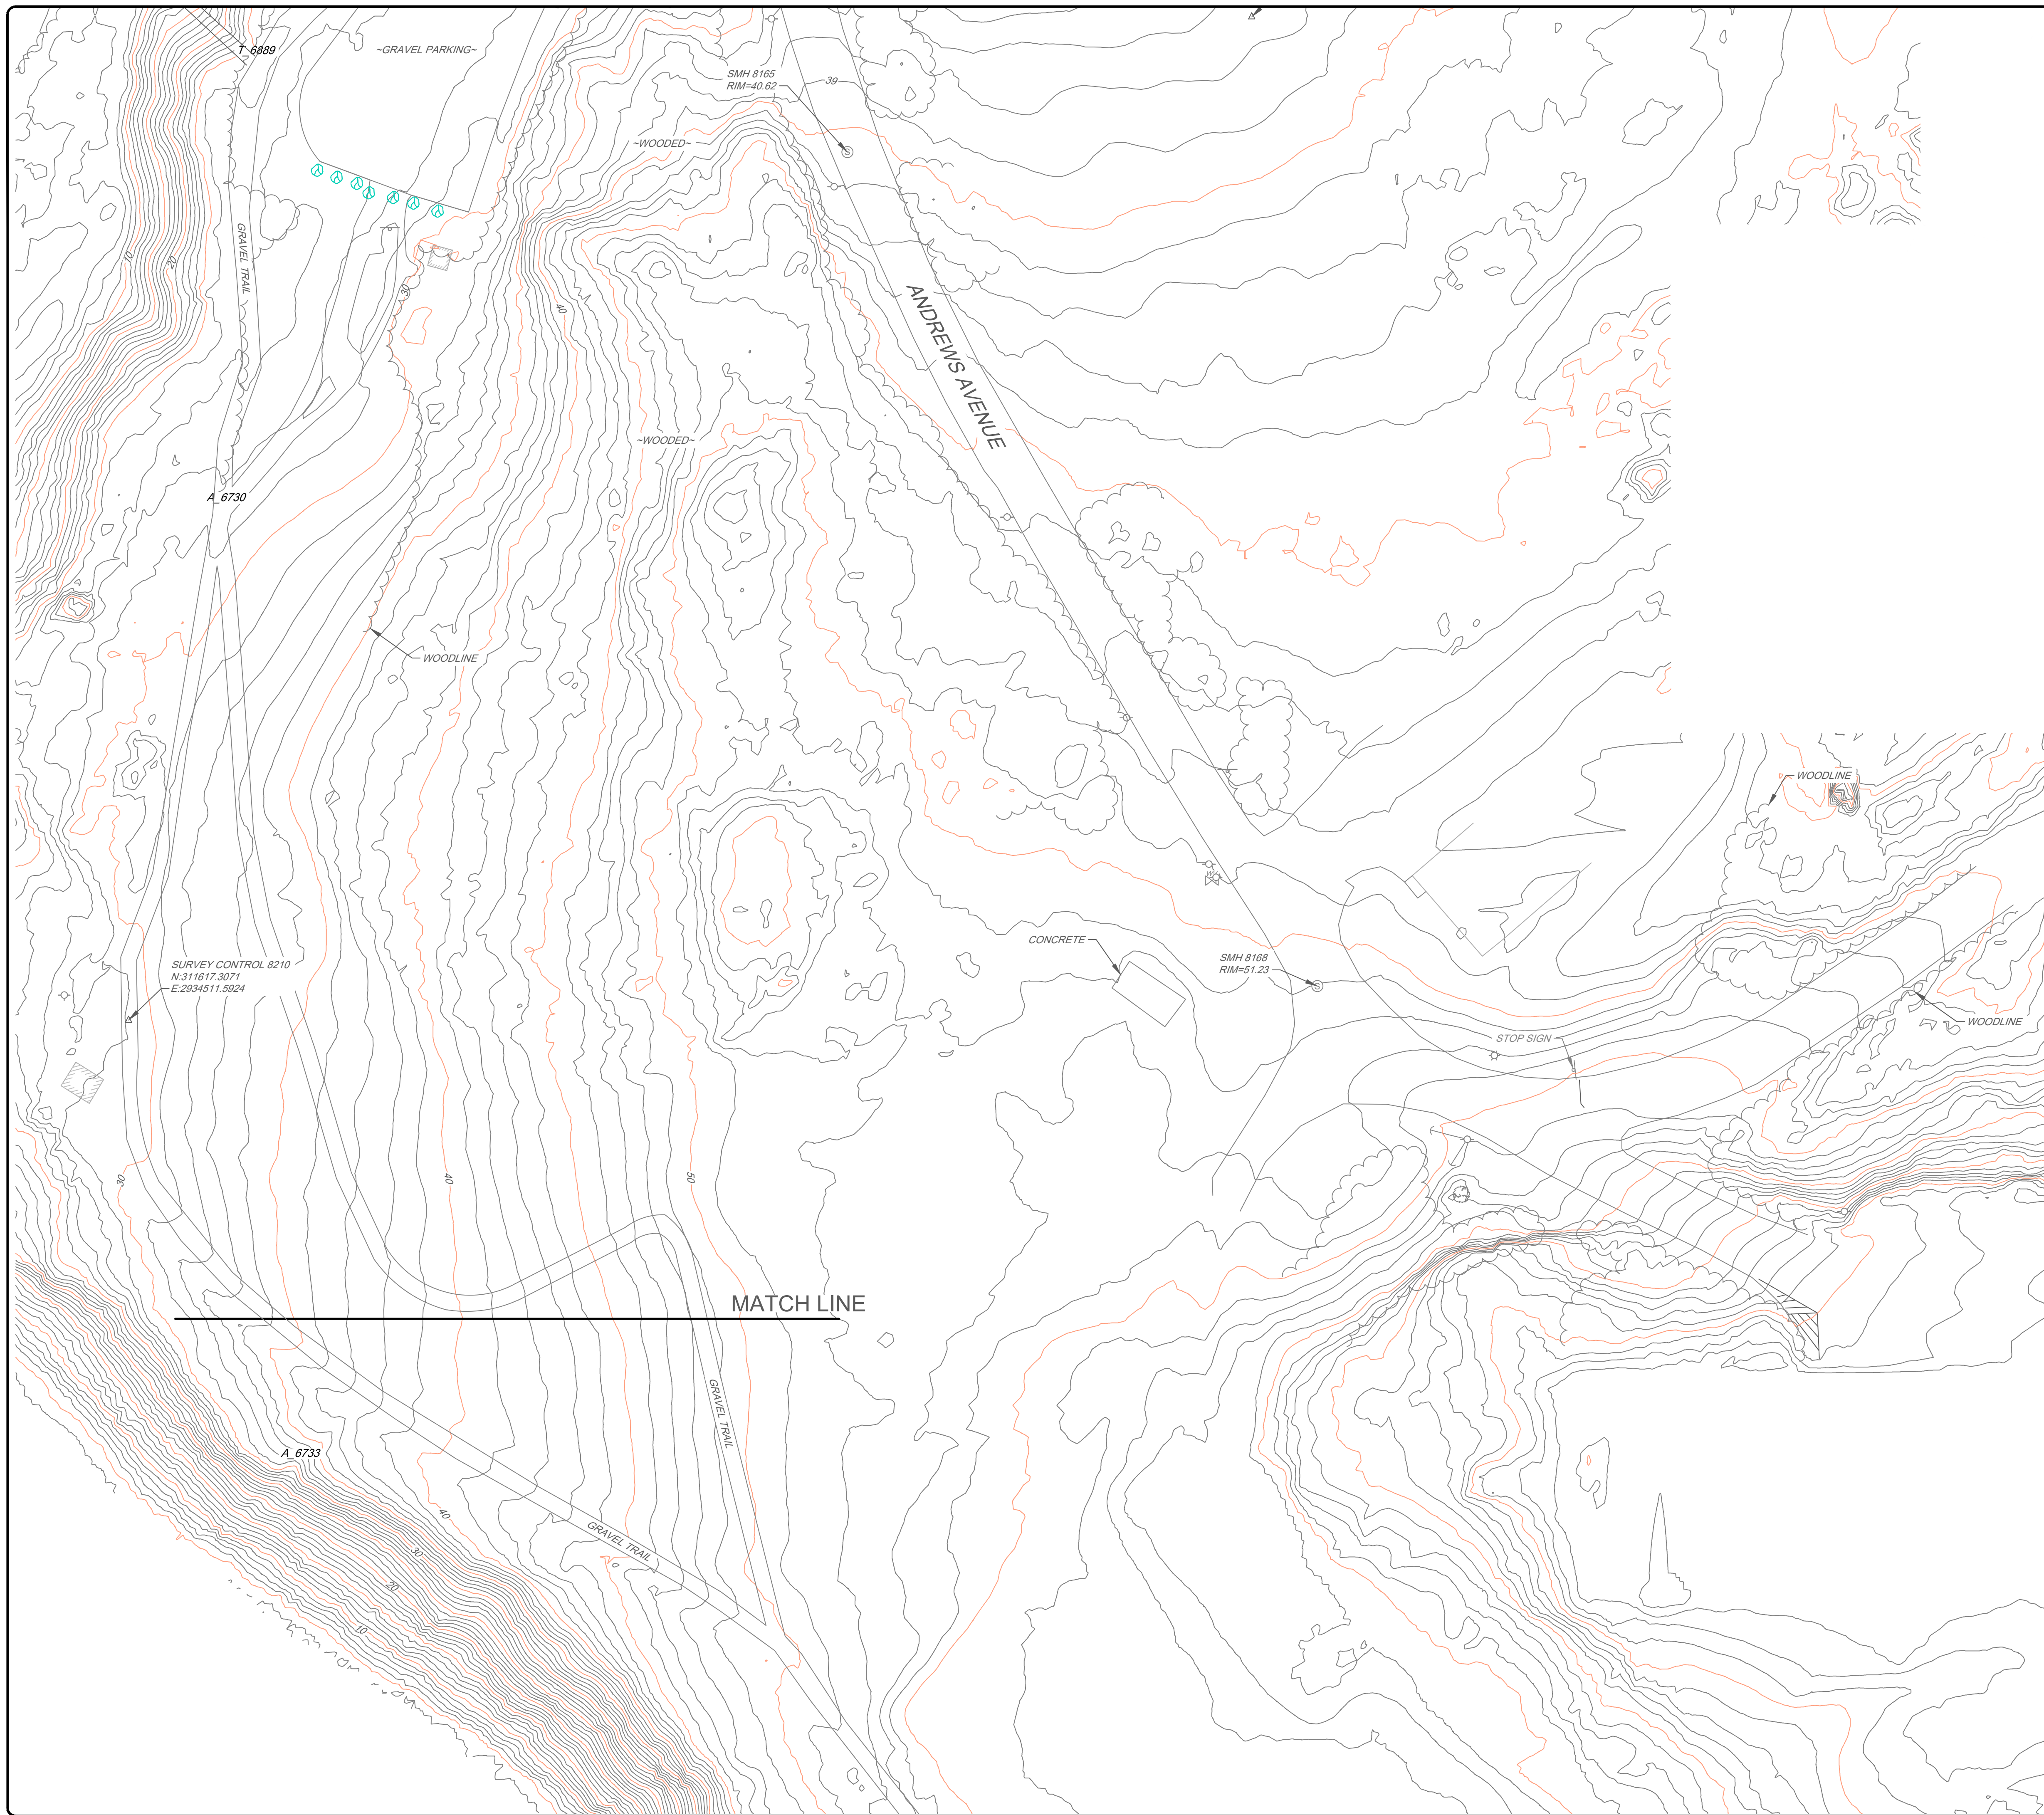 T_6889
~GRAVEL PARKING~
SMH 8165
RIM=40.62
39
~WOODED~
GRAVEL TRAIL
10
20
30
40
ANDREWS AVENUE
~WOODED~
A_6730
WOODLINE
WOODLINE
CONCRETE
SMH 8168
RIM=51.23
SURVEY CONTROL 8210
N:311617.3071
E:2934511.5924
WOODLINE
STOP SIGN
30
40
50
MATCH LINE
GRAVEL TRAIL
A_6733
40
GRAVEL TRAIL
30
20
10